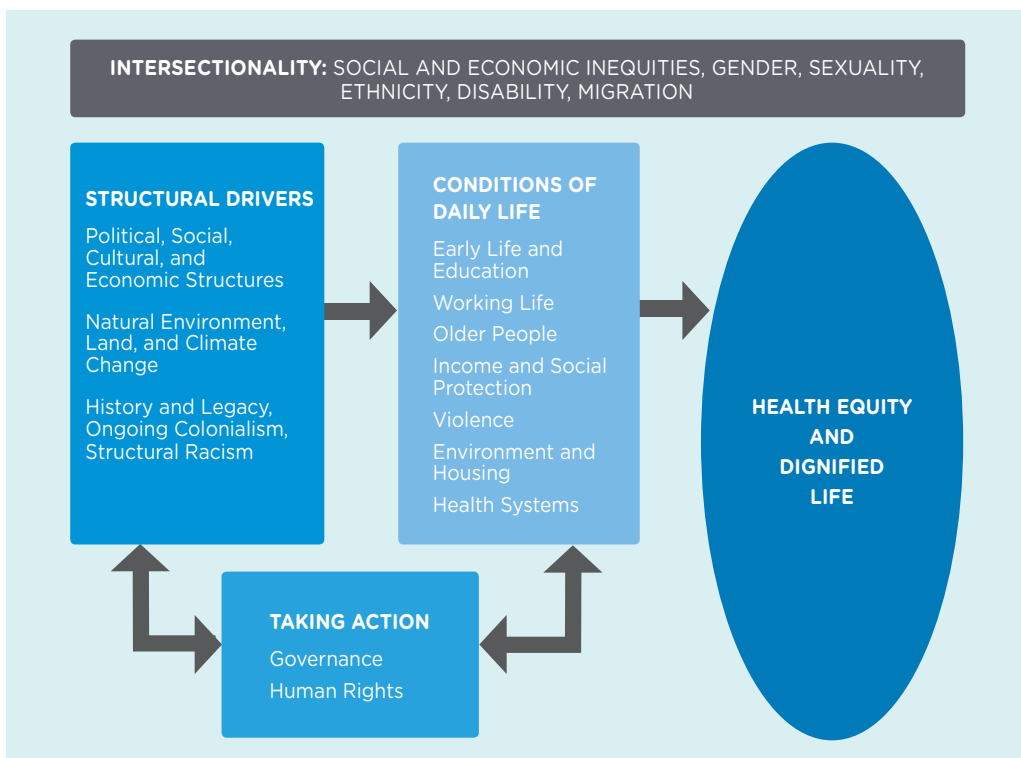 INTERSECTIONALITY: SOCIAL AND ECONOMIC INEQUITIES, GENDER, SEXUALITY,
ETHNICITY, DISABILITY, MIGRATION
STRUCTURAL DRIVERS
Political, Social,
Cultural, and
Economic Structures
Natural Environment,
Land, and Climate
Change
History and Legacy,
Ongoing Colonialism,
Structural Racism
CONDITIONS OF
DAILY LIFE
Early Life and
Education
Working Life
Older People
Income and Social
Protection
Violence
Environment and
Housing
Health Systems
HEALTH EQUITY
AND
DIGNIFIED
LIFE
TAKING ACTION
Governance
Human Rights